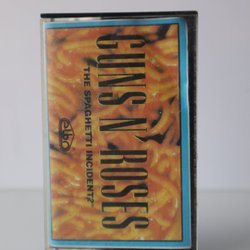 GUNS N' ROSES
"THE SPAGHETTI INCIDENT?"
elbo